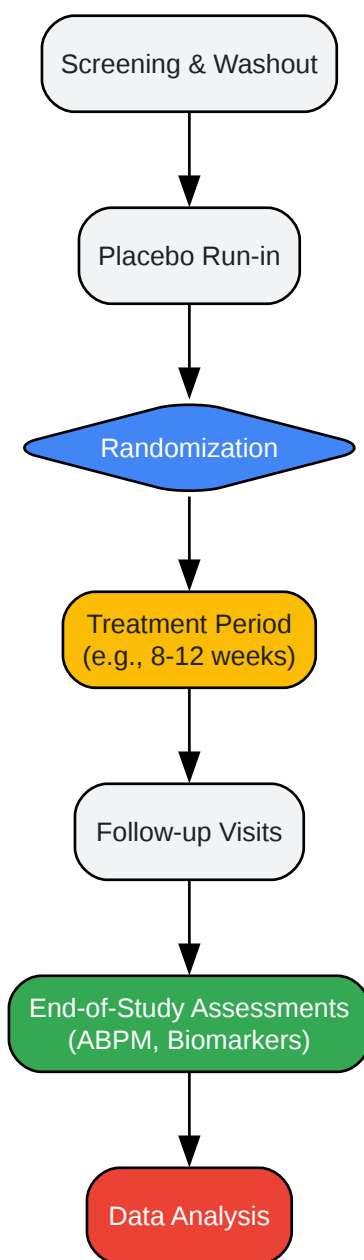 Screening & Washout
Placebo Run-in
Randomization
Treatment Period
(e.g., 8-12 weeks)
Follow-up Visits
End-of-Study Assessments
(ABPM, Biomarkers)
Data Analysis